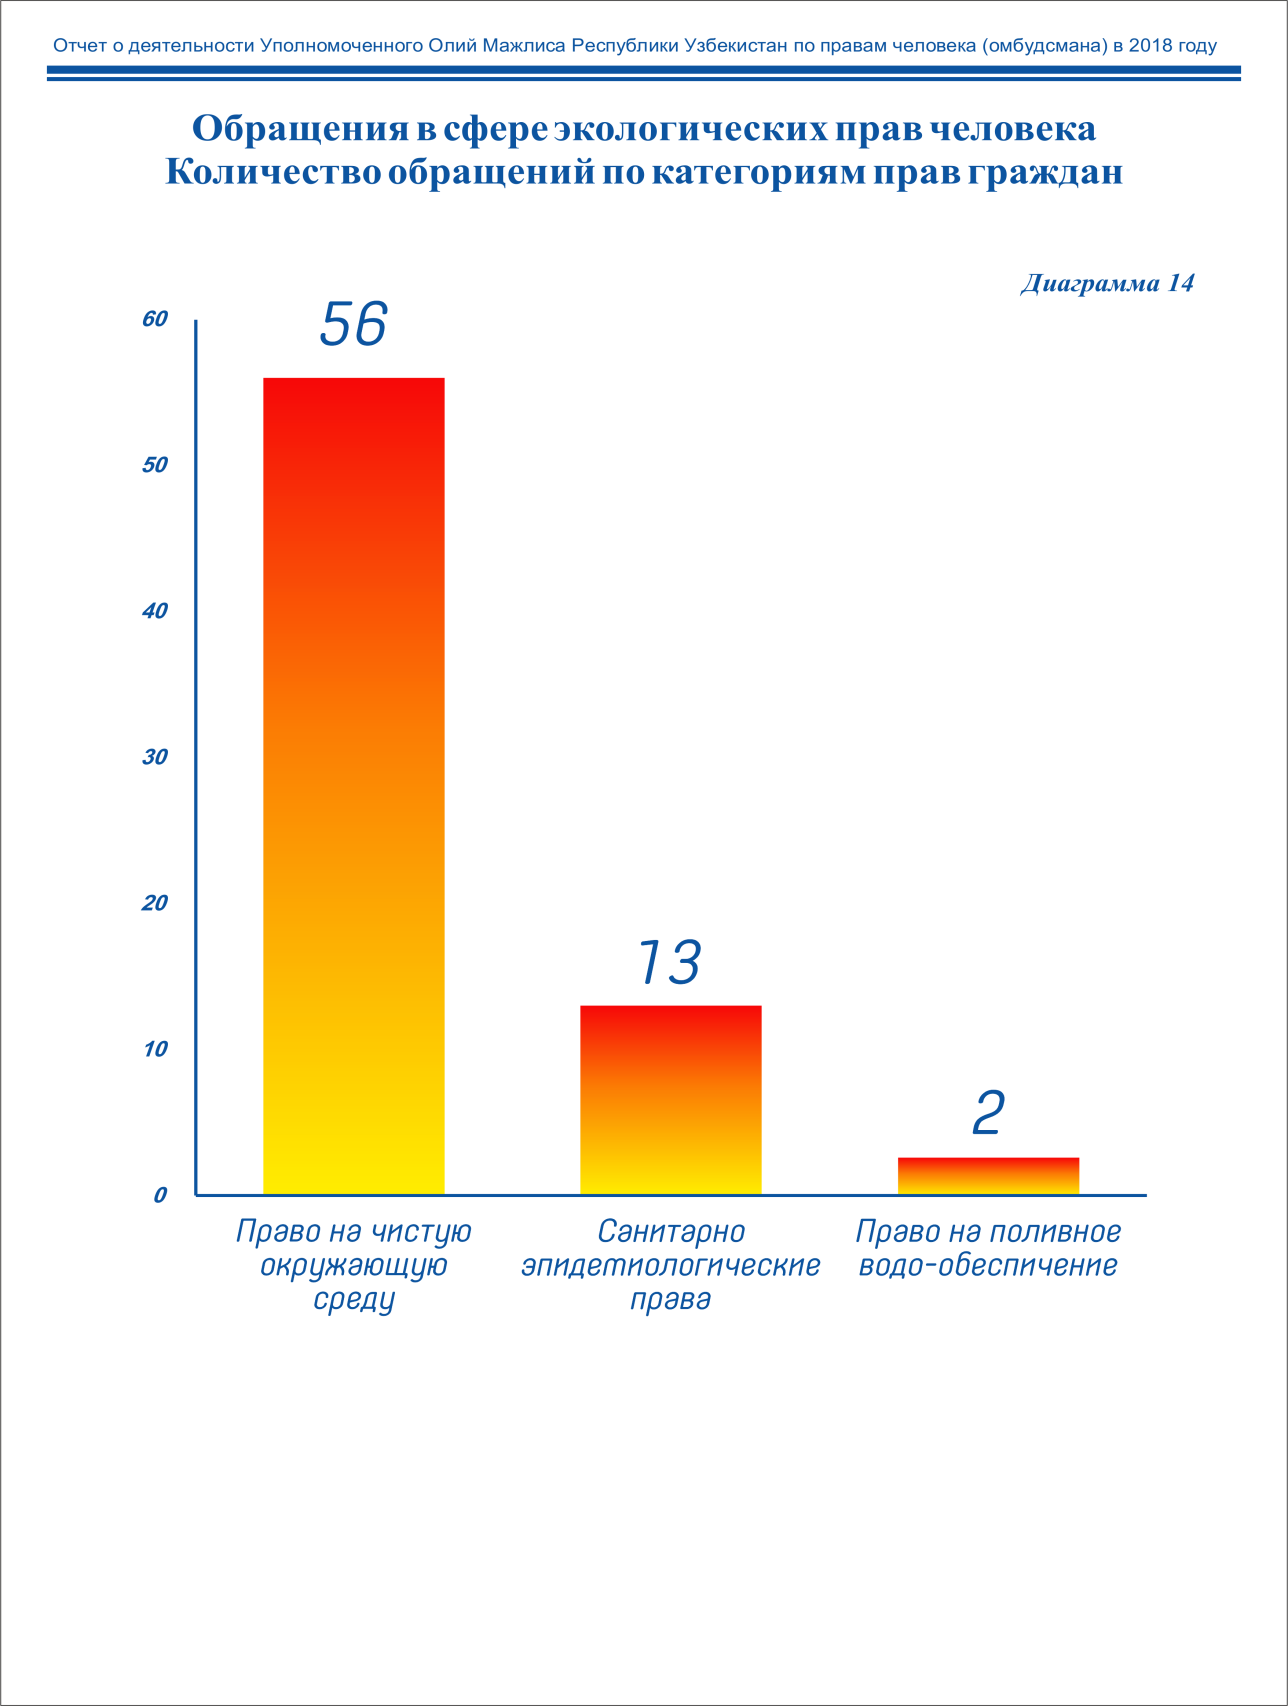 Отчет о деятельности Уполномоченного Олий Мажлиса Республики Узбекистан по правам человека (омбудсмана) в 2018 году
Обращения в сфере экологических прав человека
Количество обращений по категориям прав граждан
Диаграмма 14
60
50
40
30
20
10
0
56
13
2
Право на чистую
окружающую
среду
Санитарно
эпидемиологические
права
Право на поливное
водо-обеспичение